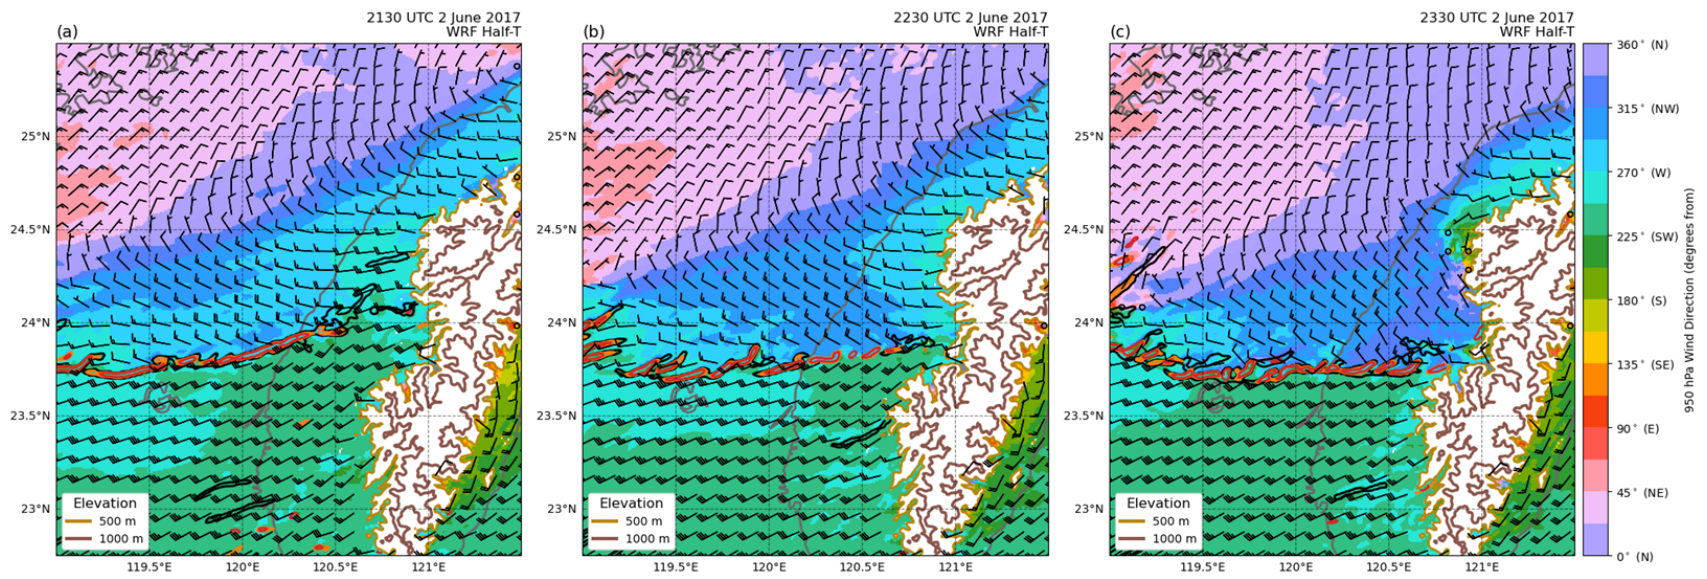 (a)
2130 UTC 2 June 2017
WRF Half-T
25°N
24.5°N
24°N
23.5°N
23°N
Elevation
500 m
1000 m
119.5°E
120°E
120.5°E
121°E
(b)
2230 UTC 2 June 2017
WRF Half-T
25°N
24.5°N
24°N
23.5°N
23°N
Elevation
500 m
1000 m
119.5°E
120°E
120.5°E
121°E
(c)
2330 UTC 2 June 2017
WRF Half-T
25°N
24.5°N
24°N
23.5°N
23°N
Elevation
500 m
1000 m
119.5°E
120°E
120.5°E
121°E
360° (N)
315° (NW)
270° (W)
225° (SW)
180° (S)
135° (SE)
90° (E)
45° (NE)
0° (N)
950 hPa Wind Direction (degrees from)